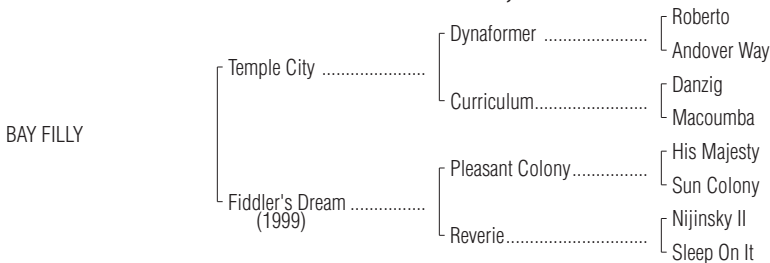 Roberto
Dynaformer ......................
Andover Way
Temple City ......................
Danzig
Curriculum........................
Macoumba
BAY FILLY
His Majesty
Pleasant Colony................
Sun Colony
Fiddler's Dream ................
(1999)
Nijinsky II
Reverie..............................
Sleep On It